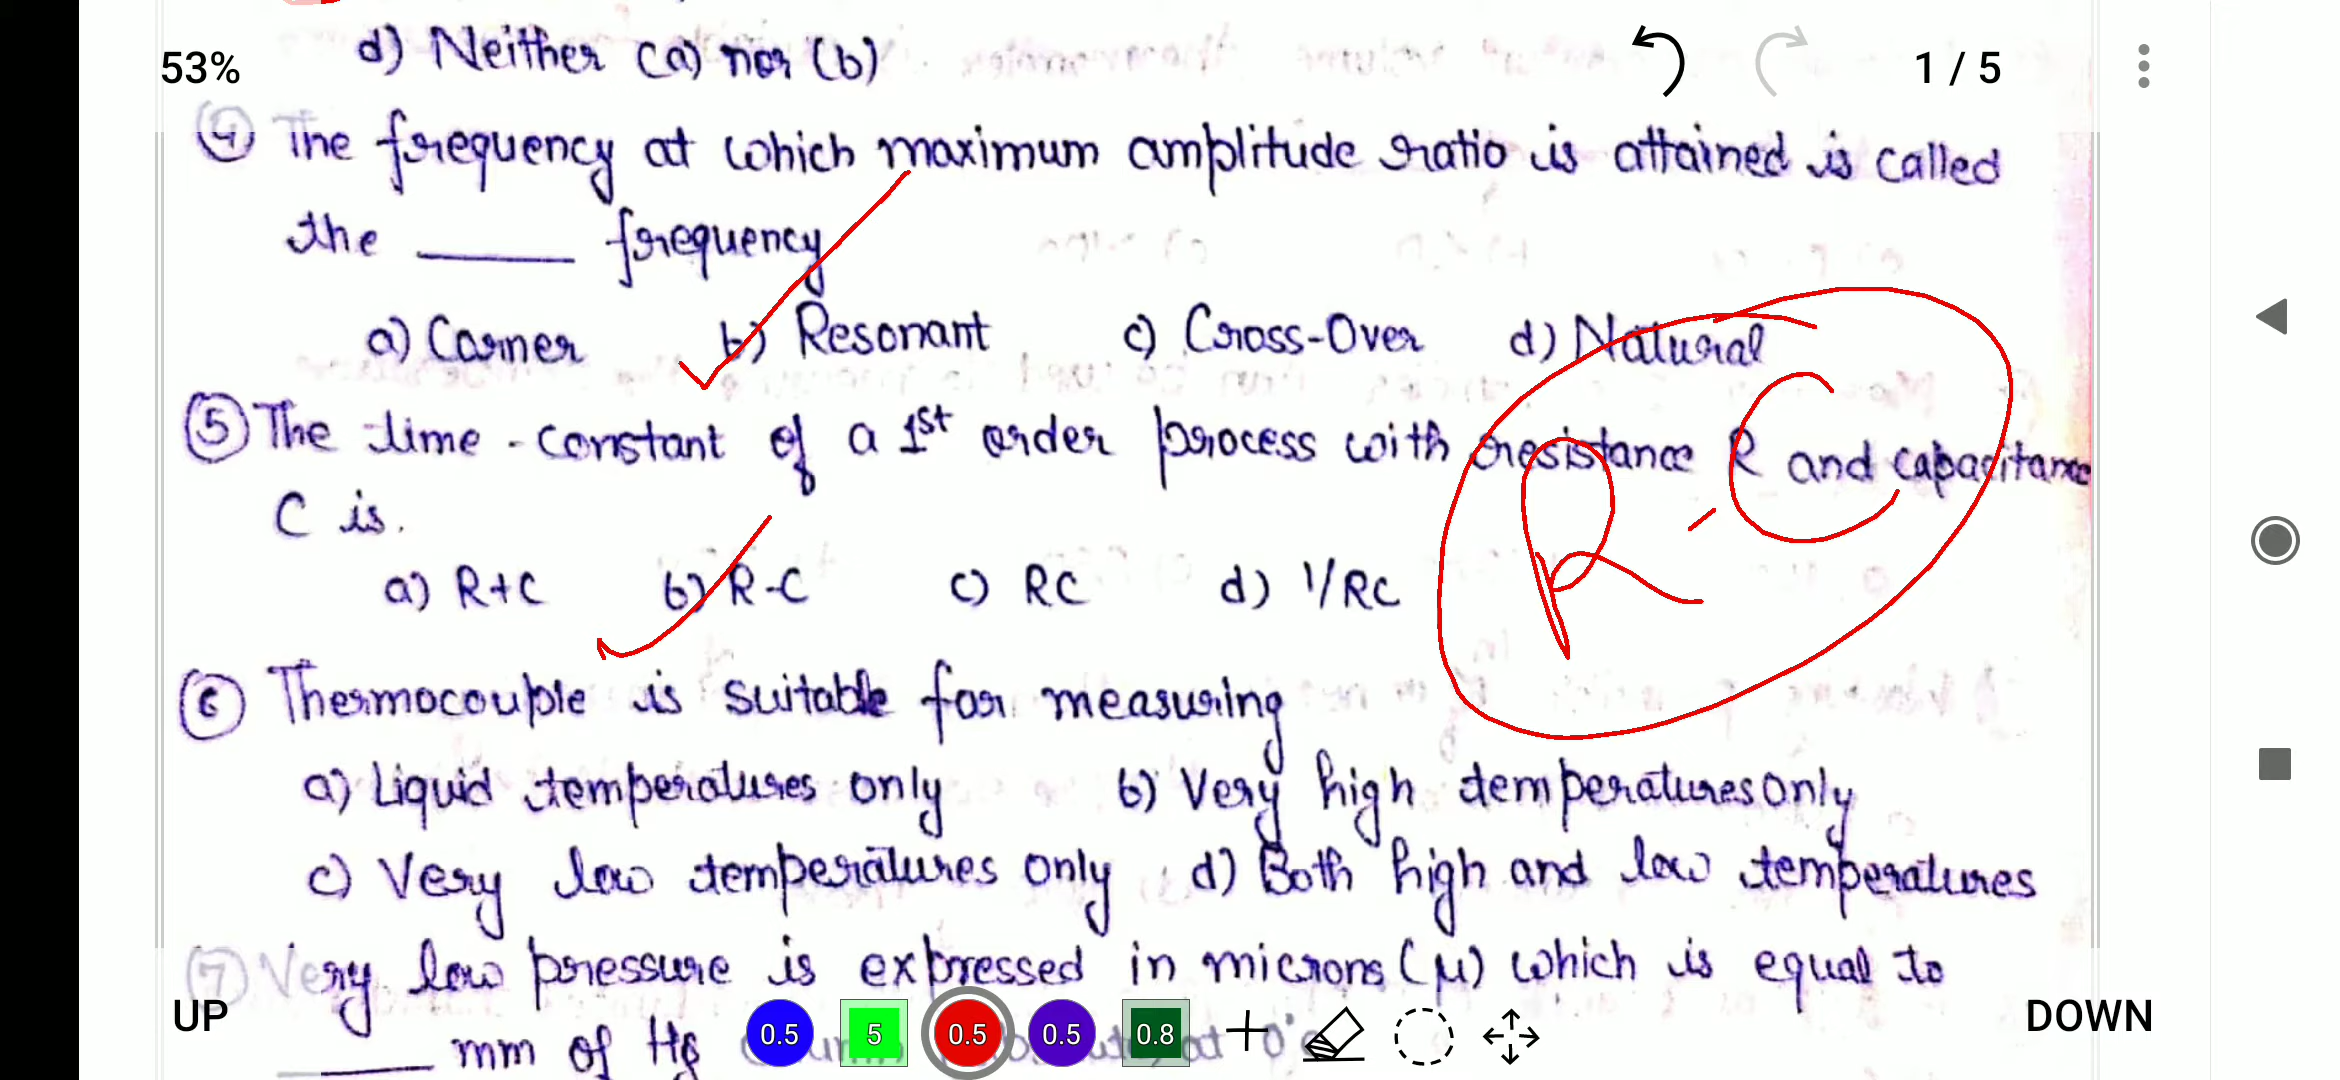 d) Neither (a) nor (b)
53%
1 / 5
④ The frequency at which maximum amplitude ratio is attained is called
the _____ frequency
a) Corner b) Resonant c) Cross-Over d) Natural
⑤ The time-constant of a 1st order process with resistance R and capacitance
C is.
R-C
a) R+C b) R-C c) RC d) 1/RC
⑥ Thermocouple is suitable for measuring
a) Liquid temperatures only b) Very high temperatures only
c) Very low temperatures only d) Both high and low temperatures
⑦ Very low pressure is expressed in microns (μ) which is equal to
UP
DOWN
0.5 5 0.5 0.5 0.8
_____ mm of Hg at 0°